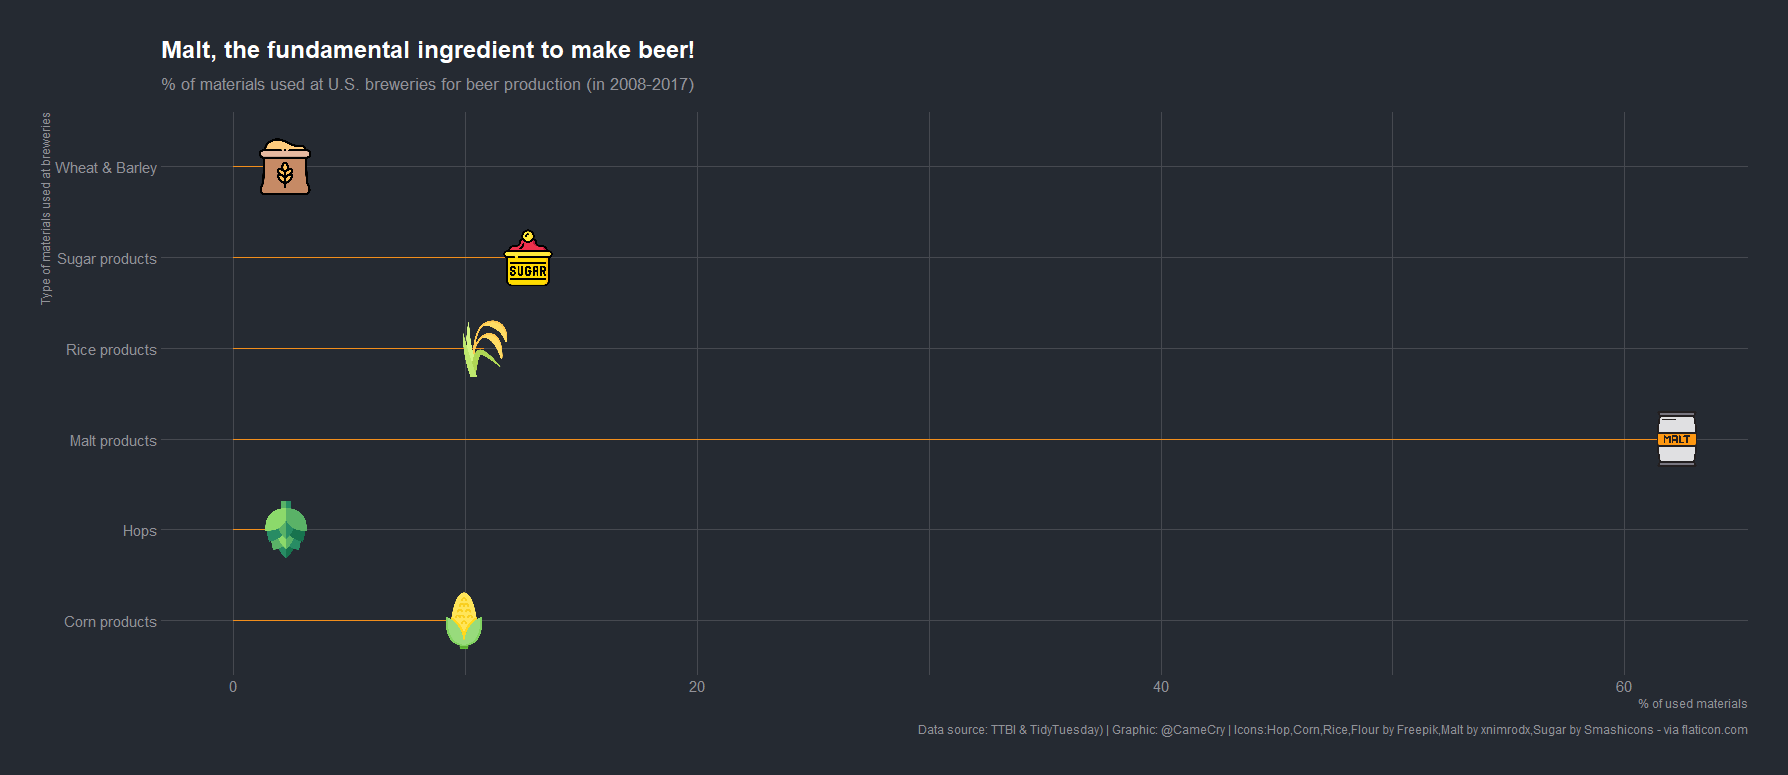 Malt, the fundamental ingredient to make beer!
% of materials used at U.S. breweries for beer production (in 2008-2017)
Type of materials used at breweries
Wheat & Barley
Sugar products
SUGAR
Rice products
Malt products
MALT
Hops
Corn products
0 20 40 60
% of used materials
Data source: TTBI & TidyTuesday) | Graphic: @CameCry | Icons:Hop,Corn,Rice,Flour by Freepik,Malt by xnimrodx,Sugar by Smashicons - via flaticon.com